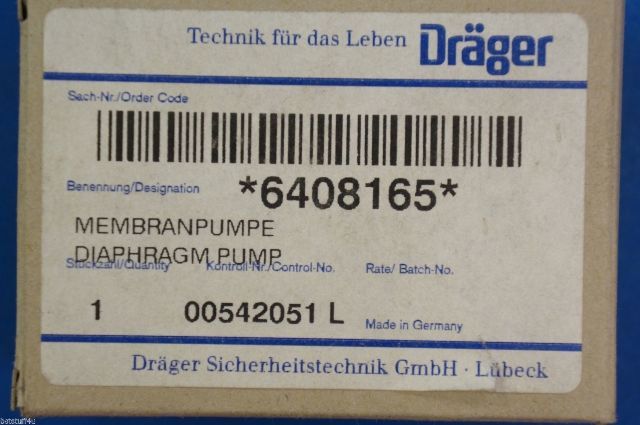 Technik für das Leben Dräger
Sach-Nr./Order Code
Benennung/Designation *6408165*
MEMBRANPUMPE
DIAPHRAGM PUMP
Stückzahl/Quantity Kontroll-Nr./Control-No. Rate/ Batch-No.
1 00542051 L Made in Germany
Dräger Sicherheitstechnik GmbH · Lübeck
botstuff4u